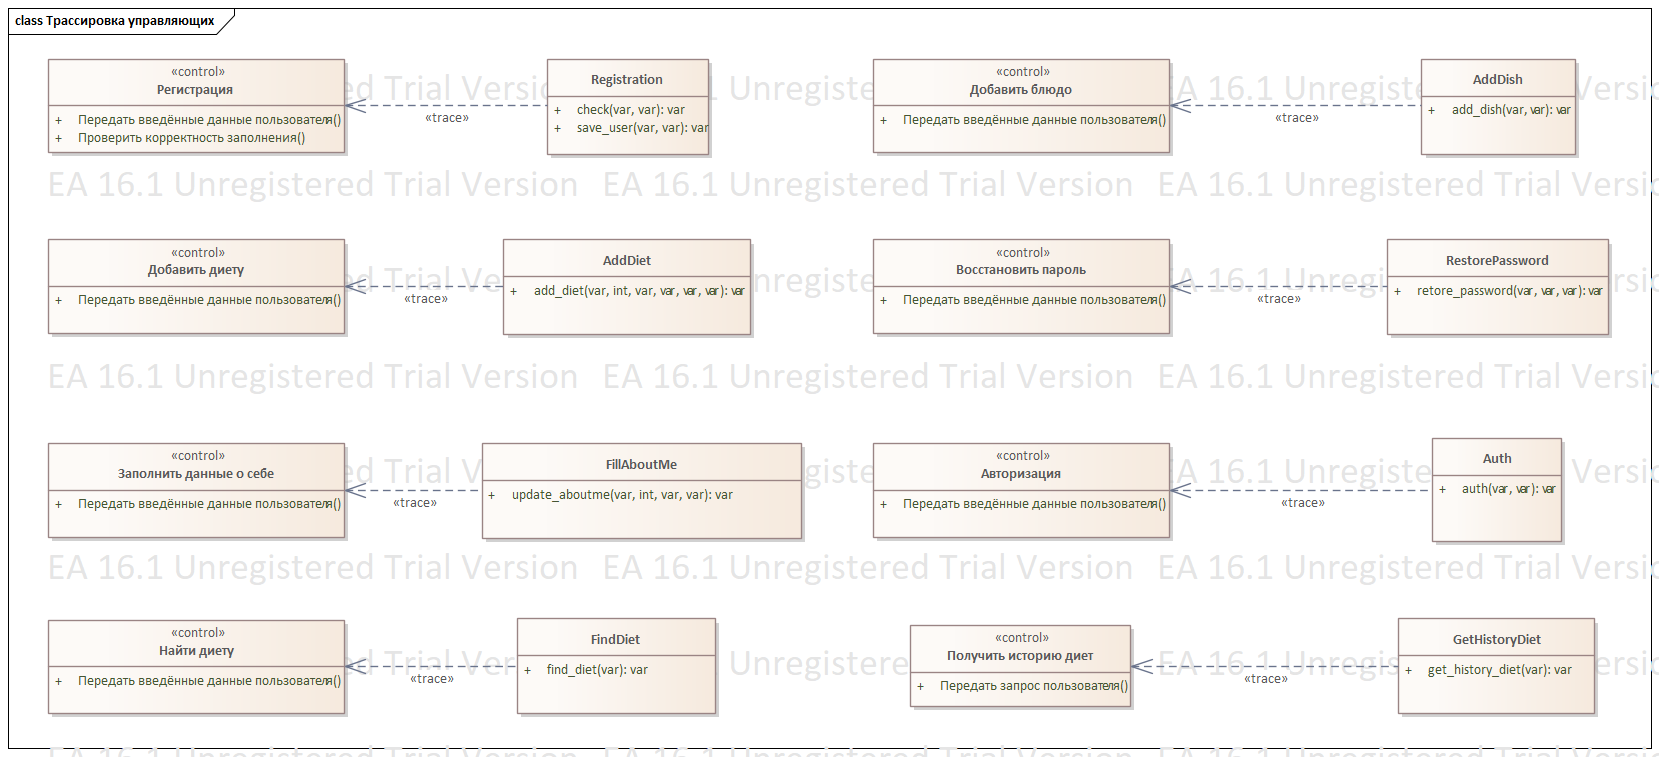 class Трассировка управляющих
«control»
Регистрация
+ Передать введённые данные пользователя()
+ Проверить корректность заполнения()
«trace»
Registration
+ check(var, var): var
+ save_user(var, var): var
«control»
Добавить блюдо
+ Передать введённые данные пользователя()
«trace»
AddDish
+ add_dish(var, var): var
EA 16.1 Unregistered Trial Version EA 16.1 Unregistered Trial Version EA 16.1 Unregistered Trial Versio
«control»
Добавить диету
+ Передать введённые данные пользователя()
«trace»
AddDiet
+ add_diet(var, int, var, var, var, var): var
«control»
Восстановить пароль
+ Передать введённые данные пользователя()
«trace»
RestorePassword
+ retore_password(var, var, var): var
EA 16.1 Unregistered Trial Version EA 16.1 Unregistered Trial Version EA 16.1 Unregistered Trial Versio
«control»
Заполнить данные о себе
+ Передать введённые данные пользователя()
«trace»
FillAboutMe
+ update_aboutme(var, int, var, var): var
«control»
Авторизация
+ Передать введённые данные пользователя()
«trace»
Auth
+ auth(var, var): var
EA 16.1 Unregistered Trial Version EA 16.1 Unregistered Trial Version EA 16.1 Unregistered Trial Versio
«control»
Найти диету
+ Передать введённые данные пользователя()
«trace»
FindDiet
+ find_diet(var): var
«control»
Получить историю диет
+ Передать запрос пользователя()
«trace»
GetHistoryDiet
+ get_history_diet(var): var